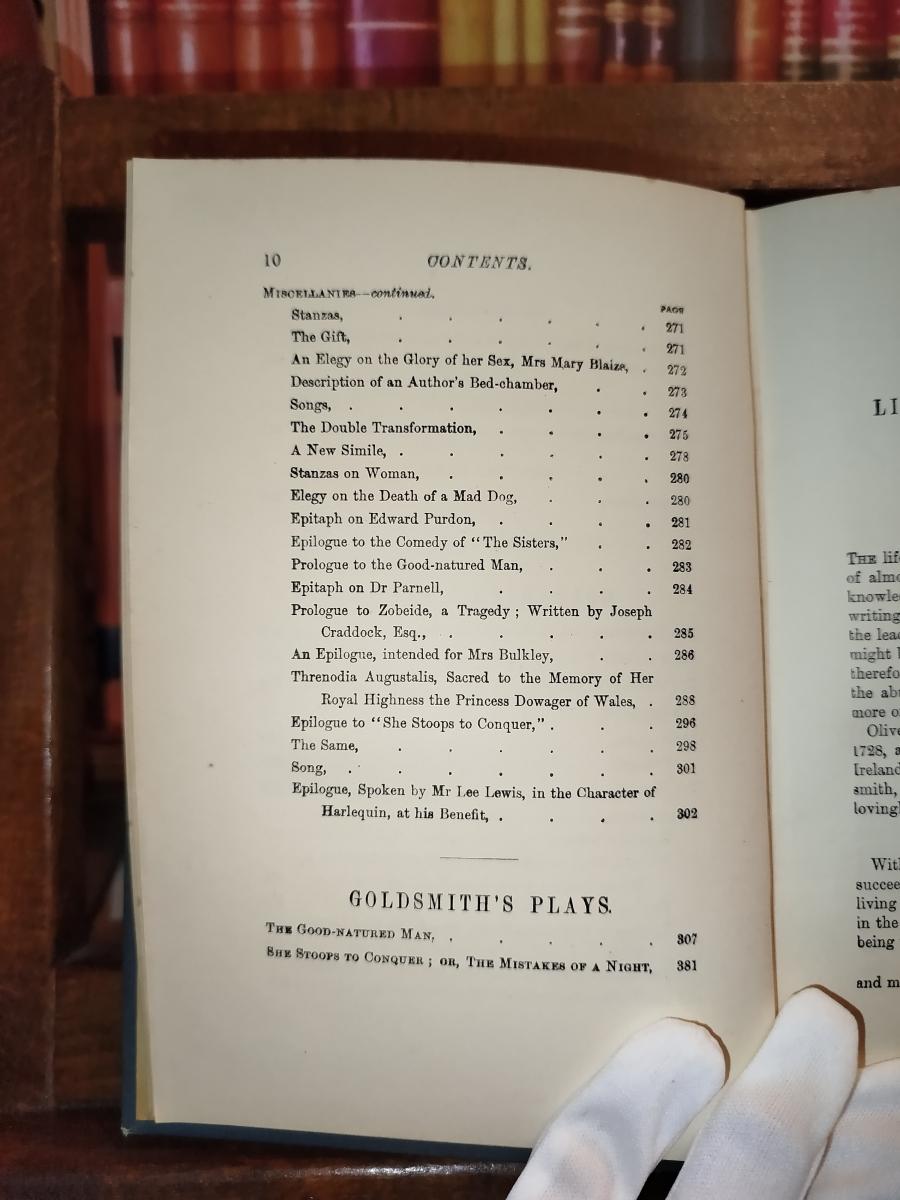 10 CONTENTS.
MISCELLANIES—continued.
PAGE
Stanzas, . . . . . . 271
The Gift, . . . . . . 271
An Elegy on the Glory of her Sex, Mrs Mary Blaize, . 272
Description of an Author's Bed-chamber, . . 273
Songs, . . . . . . . 274
The Double Transformation, . . . . 275
A New Simile, . . . . . . 278
Stanzas on Woman, . . . . . 280
Elegy on the Death of a Mad Dog, . . . 280
Epitaph on Edward Purdon, . . . . 281
Epilogue to the Comedy of "The Sisters," . . 282
Prologue to the Good-natured Man, . . . 283
Epitaph on Dr Parnell, . . . . 284
Prologue to Zobeide, a Tragedy ; Written by Joseph
Craddock, Esq., . . . . . 285
An Epilogue, intended for Mrs Bulkley, . . 286
Threnodia Augustalis, Sacred to the Memory of Her
Royal Highness the Princess Dowager of Wales, . 288
Epilogue to "She Stoops to Conquer," . . . 296
The Same, . . . . . . 298
Song, . . . . . . . 301
Epilogue, Spoken by Mr Lee Lewis, in the Character of
Harlequin, at his Benefit, . . . . 302
GOLDSMITH'S PLAYS.
THE GOOD-NATURED MAN, . . . . . 307
SHE STOOPS TO CONQUER ; OR, THE MISTAKES OF A NIGHT, 381
LI
THE lif
of almo
knowle
writing
the lea
might
therefo
the ab
more o
Olive
1728, a
Ireland
smith,
loving
With
succee
living
in the
being
and m